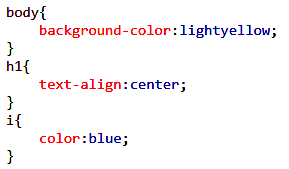 body{
    background-color:lightyellow;
}
h1{
    text-align:center;
}
i{
    color:blue;
}